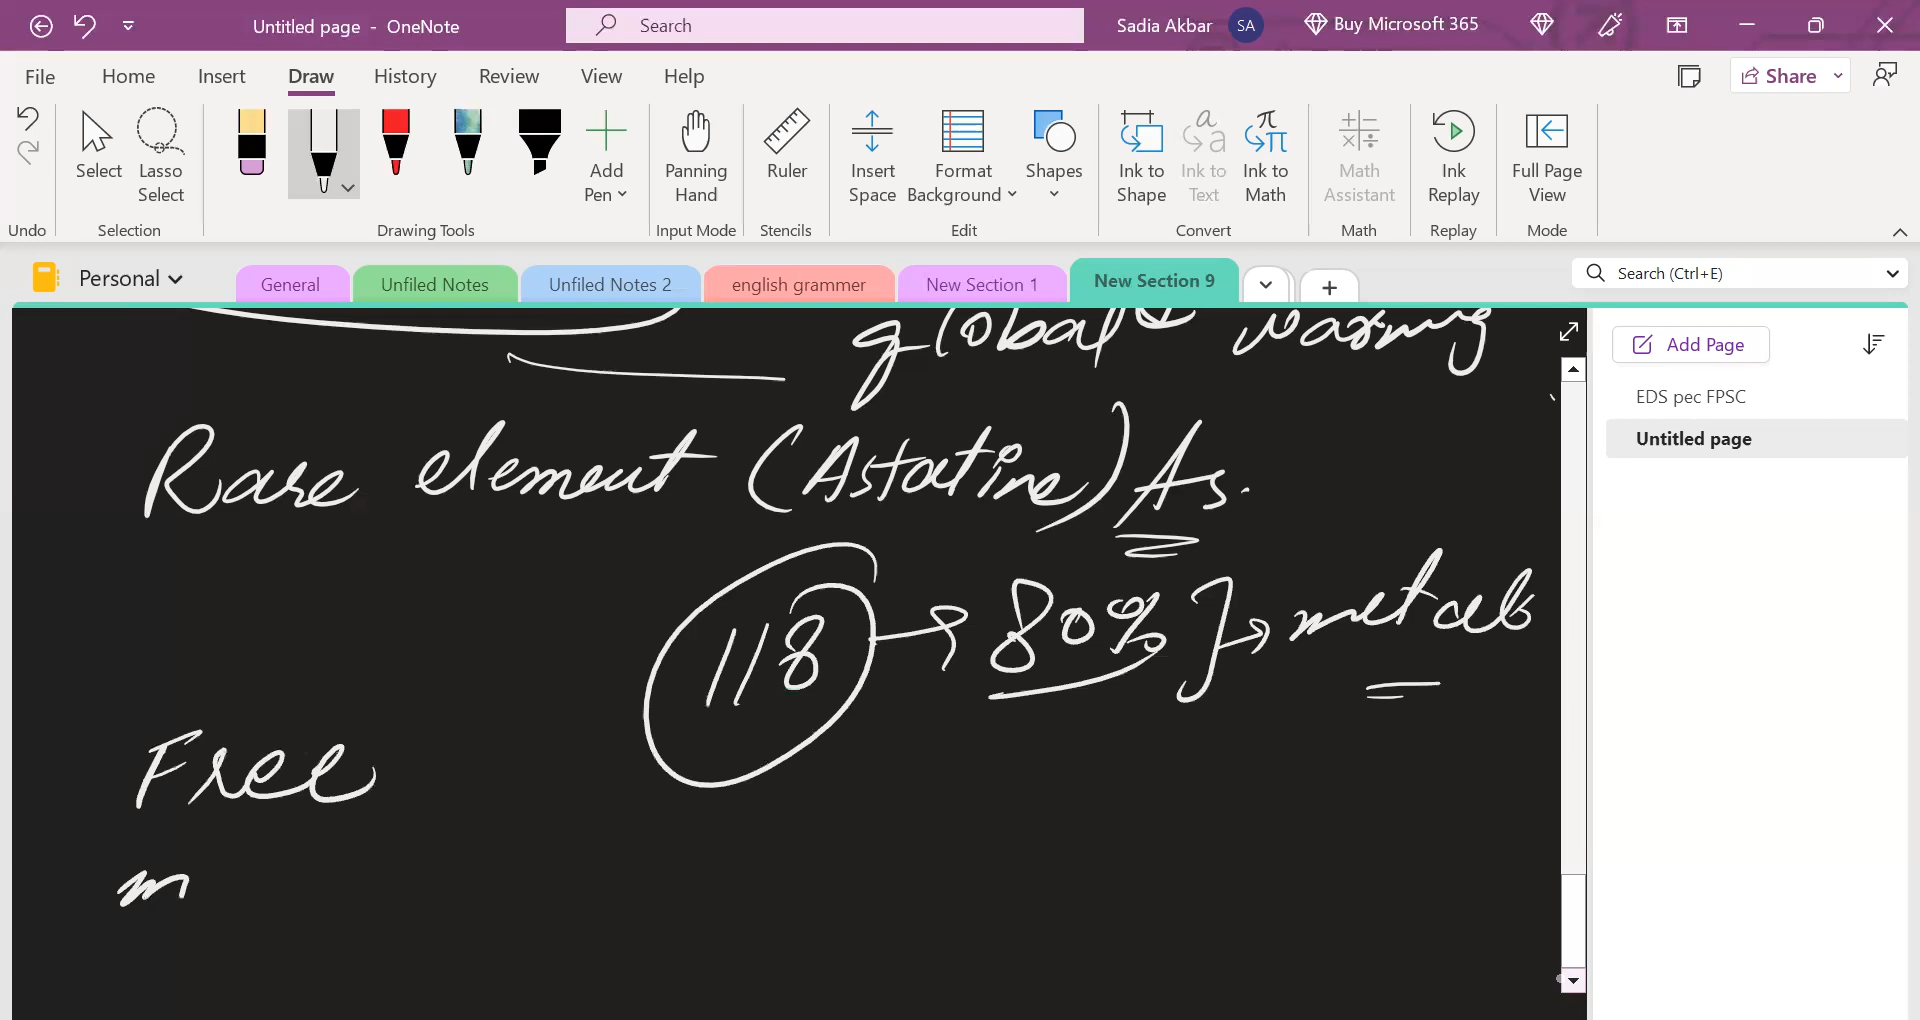 Untitled page - OneNote
Search
Sadia Akbar SA
Buy Microsoft 365
File Home Insert Draw History Review View Help
Share
Select
Lasso Select
Add Pen
Panning Hand
Ruler
Insert Space
Format Background
Shapes
Ink to Shape
Ink to Text
Ink to Math
Math Assistant
Ink Replay
Full Page View
Undo Selection Drawing Tools Input Mode Stencils Edit Convert Math Replay Mode
Personal
General Unfiled Notes Unfiled Notes 2 english grammer New Section 1 New Section 9
Search (Ctrl+E)
Add Page
EDS pec FPSC
Untitled page
global warming
Rare element (Astatine) As.
118 → 80% } → metals
Free
m